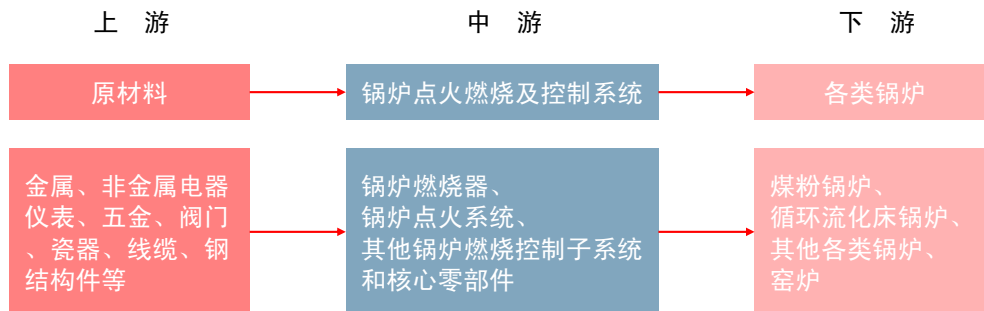 上 游
中 游
下 游
原材料
锅炉点火燃烧及控制系统
各类锅炉
金属、非金属电器
仪表、五金、阀门
、瓷器、线缆、钢
结构件等
锅炉燃烧器、
锅炉点火系统、
其他锅炉燃烧控制子系统
和核心零部件
煤粉锅炉、
循环流化床锅炉、
其他各类锅炉、
窑炉